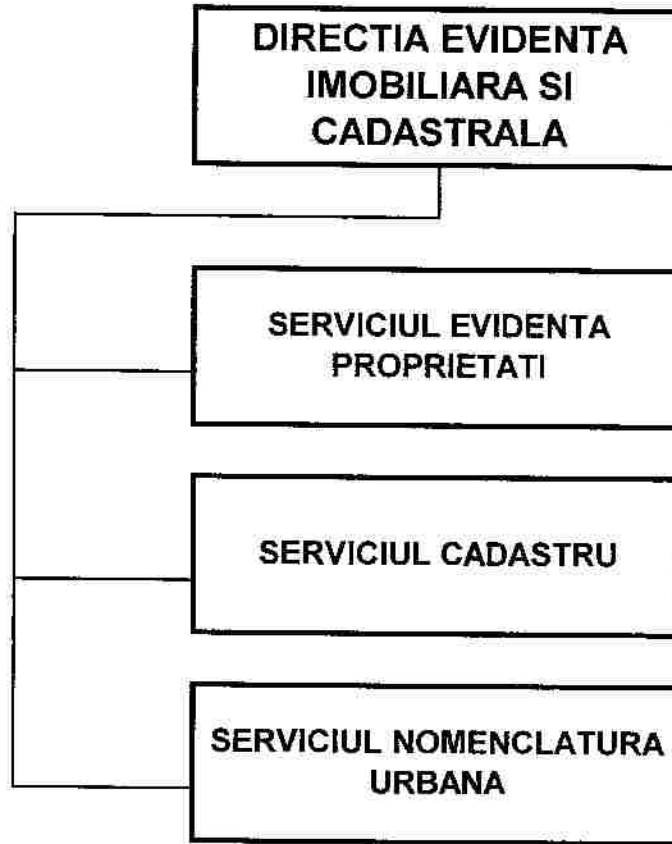 DIRECTIA EVIDENTA
IMOBILIARA SI
CADASTRALA
SERVICIUL EVIDENTA
PROPRIETATI
SERVICIUL CADASTRU
SERVICIUL NOMENCLATURA
URBANA